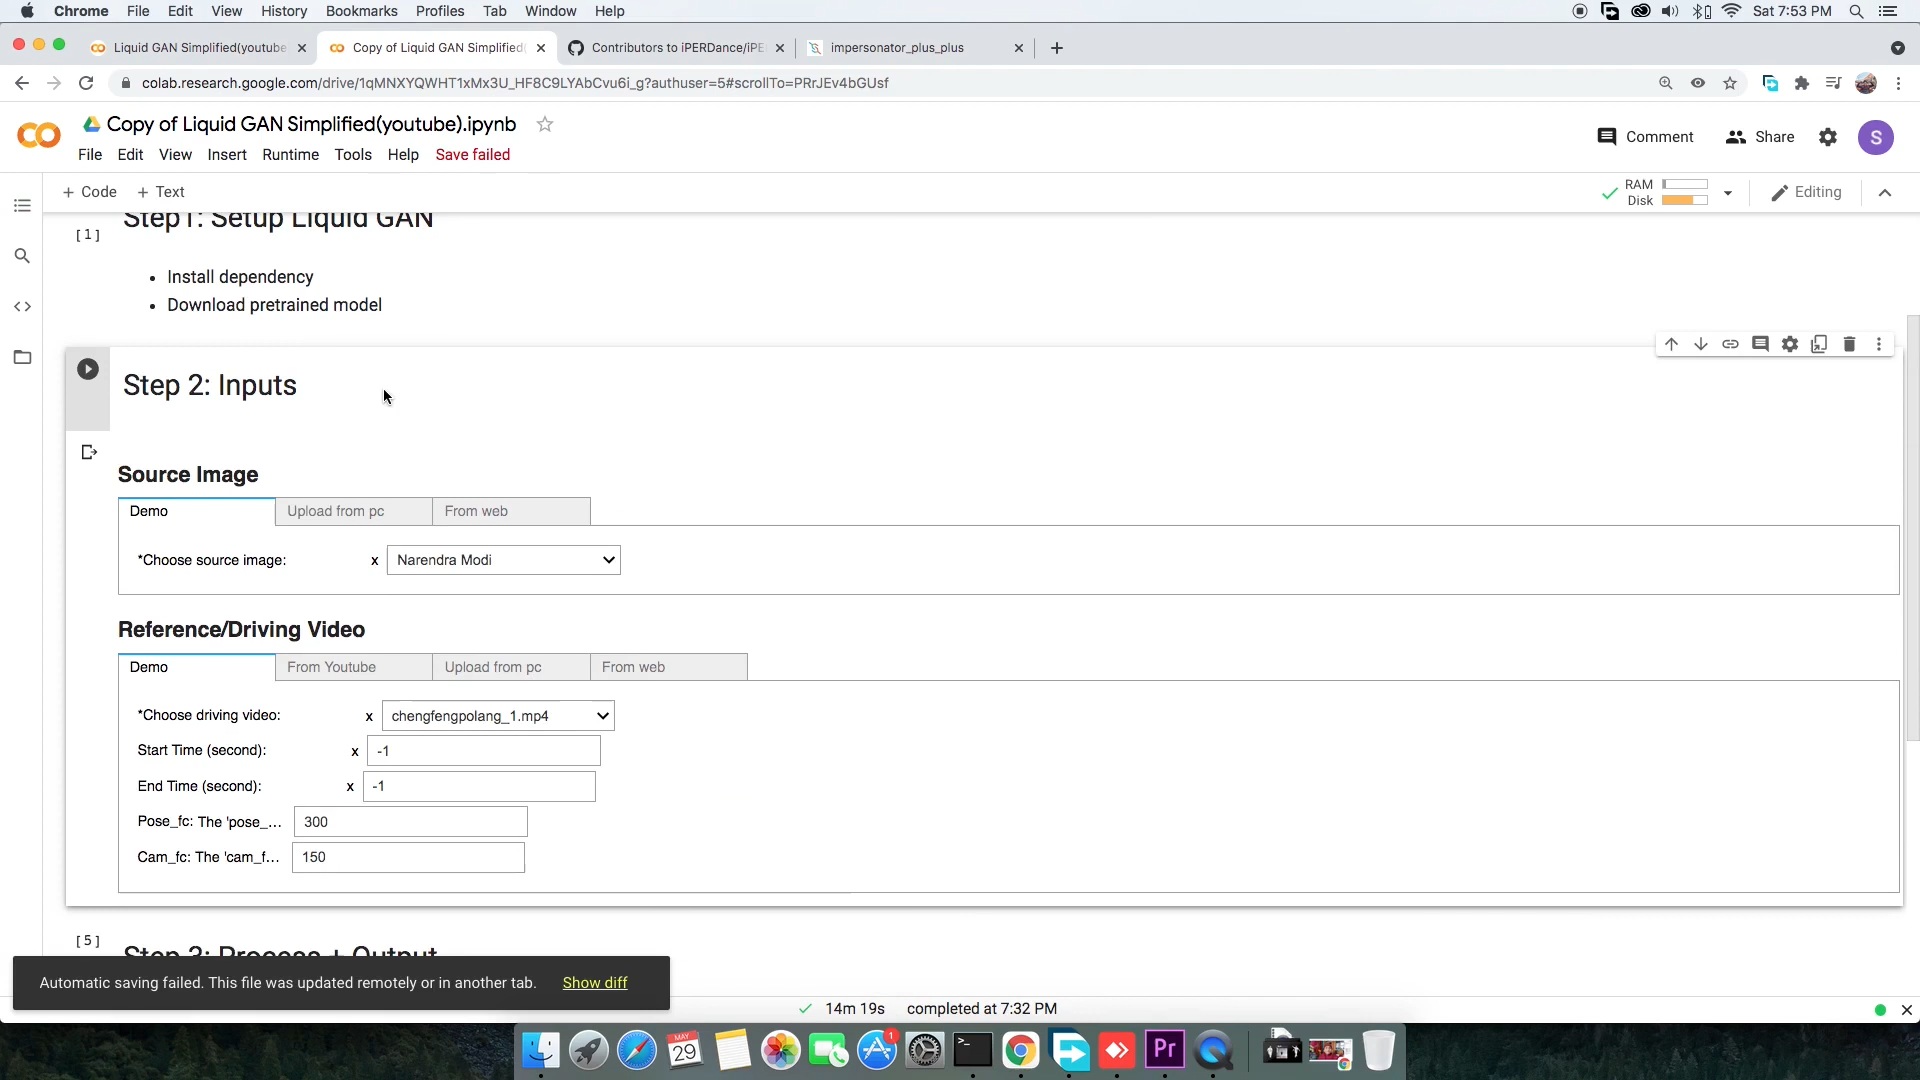 Chrome File Edit View History Bookmarks Profiles Tab Window Help Sat 7:53 PM
Liquid GAN Simplified(youtube Copy of Liquid GAN Simplified( Contributors to iPERDance/iPE impersonator_plus_plus
colab.research.google.com/drive/1qMNXYQWHT1xMx3U_HF8C9LYAbCvu6i_g?authuser=5#scrollTo=PRrJEv4bGUsf
Copy of Liquid GAN Simplified(youtube).ipynb
Comment Share S
File Edit View Insert Runtime Tools Help Save failed
+ Code + Text RAM Disk Editing
Step1: Setup Liquid GAN
[1]
• Install dependency
• Download pretrained model
Step 2: Inputs
Source Image
Demo Upload from pc From web
*Choose source image: x Narendra Modi
Reference/Driving Video
Demo From Youtube Upload from pc From web
*Choose driving video: x chengfengpolang_1.mp4
Start Time (second): x -1
End Time (second): x -1
Pose_fc: The 'pose_... 300
Cam_fc: The 'cam_f... 150
[5]
Step 3: Process + Output
Automatic saving failed. This file was updated remotely or in another tab. Show diff
14m 19s completed at 7:32 PM
MAY
29
1
Pr